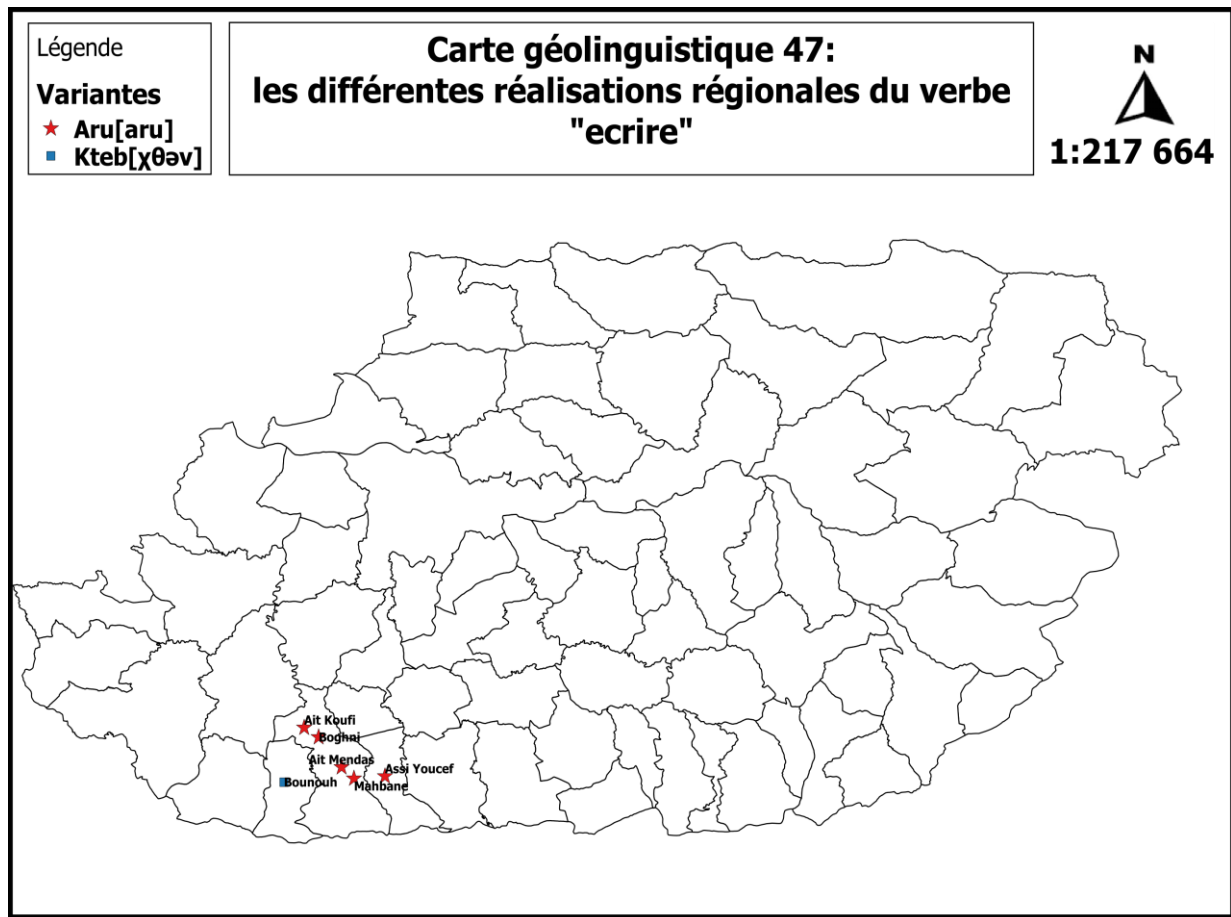 Légende
Variantes
Aru[aru]
Kteb[χθəv]
Carte géolinguistique 47:
les différentes réalisations régionales du verbe
"ecrire"
N
1:217 664
Ait Koufi
Boghni
Ait Mendas
Assi Youcef
Bounouh
Mahbane